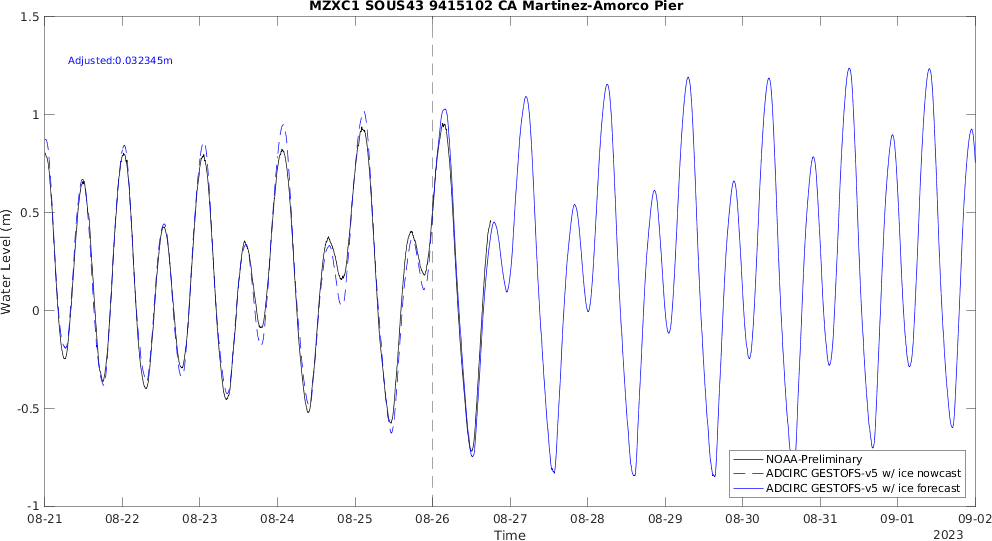 MZXC1 SOUS43 9415102 CA Martinez-Amorco Pier
1.5
Adjusted:0.032345m
1
0.5
0
-0.5
-1
Water Level (m)
NOAA-Preliminary
ADCIRC GESTOFS-v5 w/ ice nowcast
ADCIRC GESTOFS-v5 w/ ice forecast
08-21 08-22 08-23 08-24 08-25 08-26 08-27 08-28 08-29 08-30 08-31 09-01 09-02
Time
2023